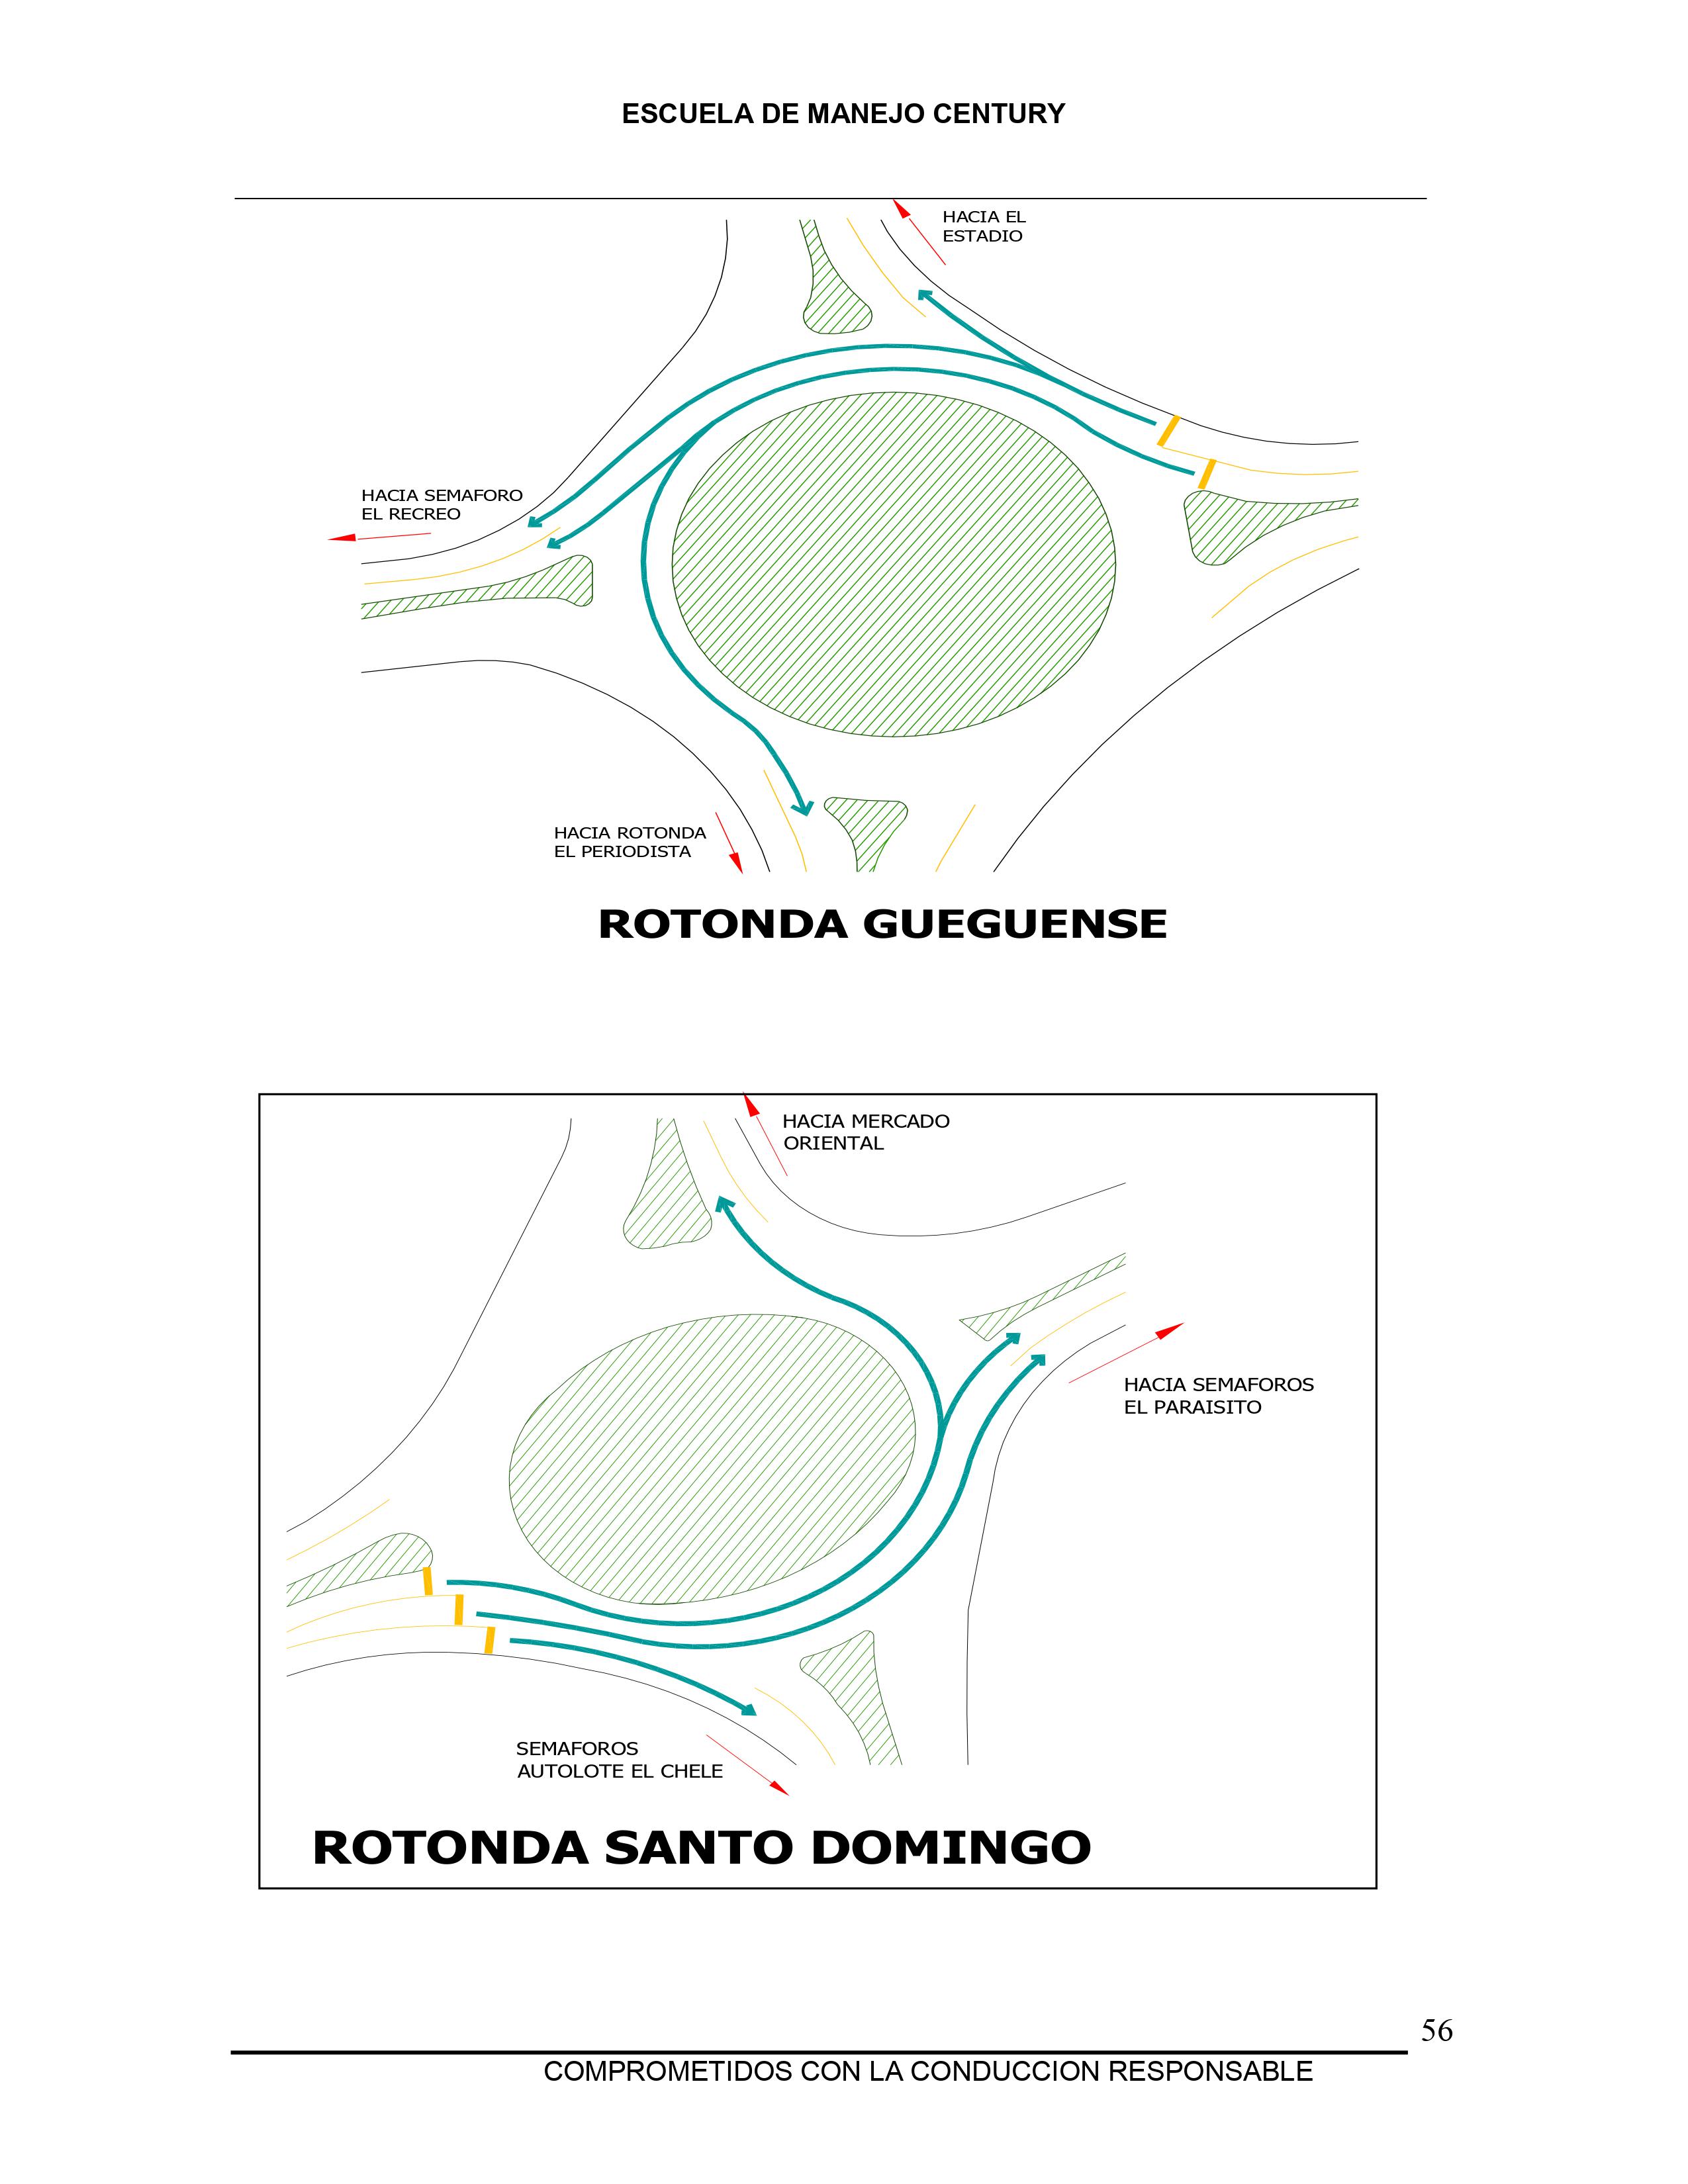 ESCUELA DE MANEJO CENTURY
HACIA EL
ESTADIO
HACIA SEMAFORO
EL RECREO
HACIA ROTONDA
EL PERIODISTA
ROTONDA GUEGUENSE
HACIA MERCADO
ORIENTAL
HACIA SEMAFOROS
EL PARAISITO
SEMAFOROS
AUTOLOTE EL CHELE
ROTONDA SANTO DOMINGO
56
COMPROMETIDOS CON LA CONDUCCION RESPONSABLE